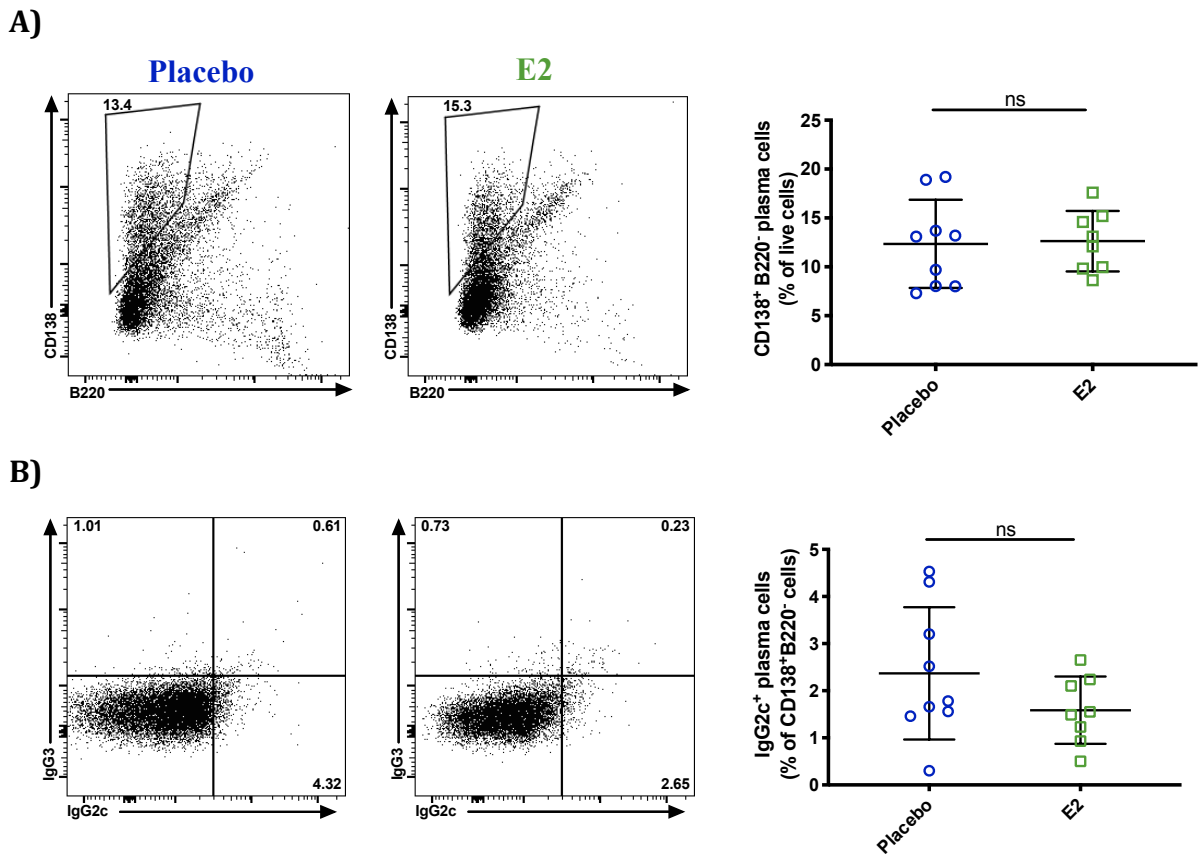 A)
Placebo
E2
13.4
CD138
B220
15.3
CD138
B220
ns
CD138+ B220- plasma cells
(% of live cells)
25
20
15
10
5
0
Placebo
E2
B)
1.01
0.61
4.32
IgG3
IgG2c
0.73
0.23
2.65
IgG3
IgG2c
ns
IgG2c+ plasma cells
(% of CD138+B220- cells)
5
4
3
2
1
0
Placebo
E2